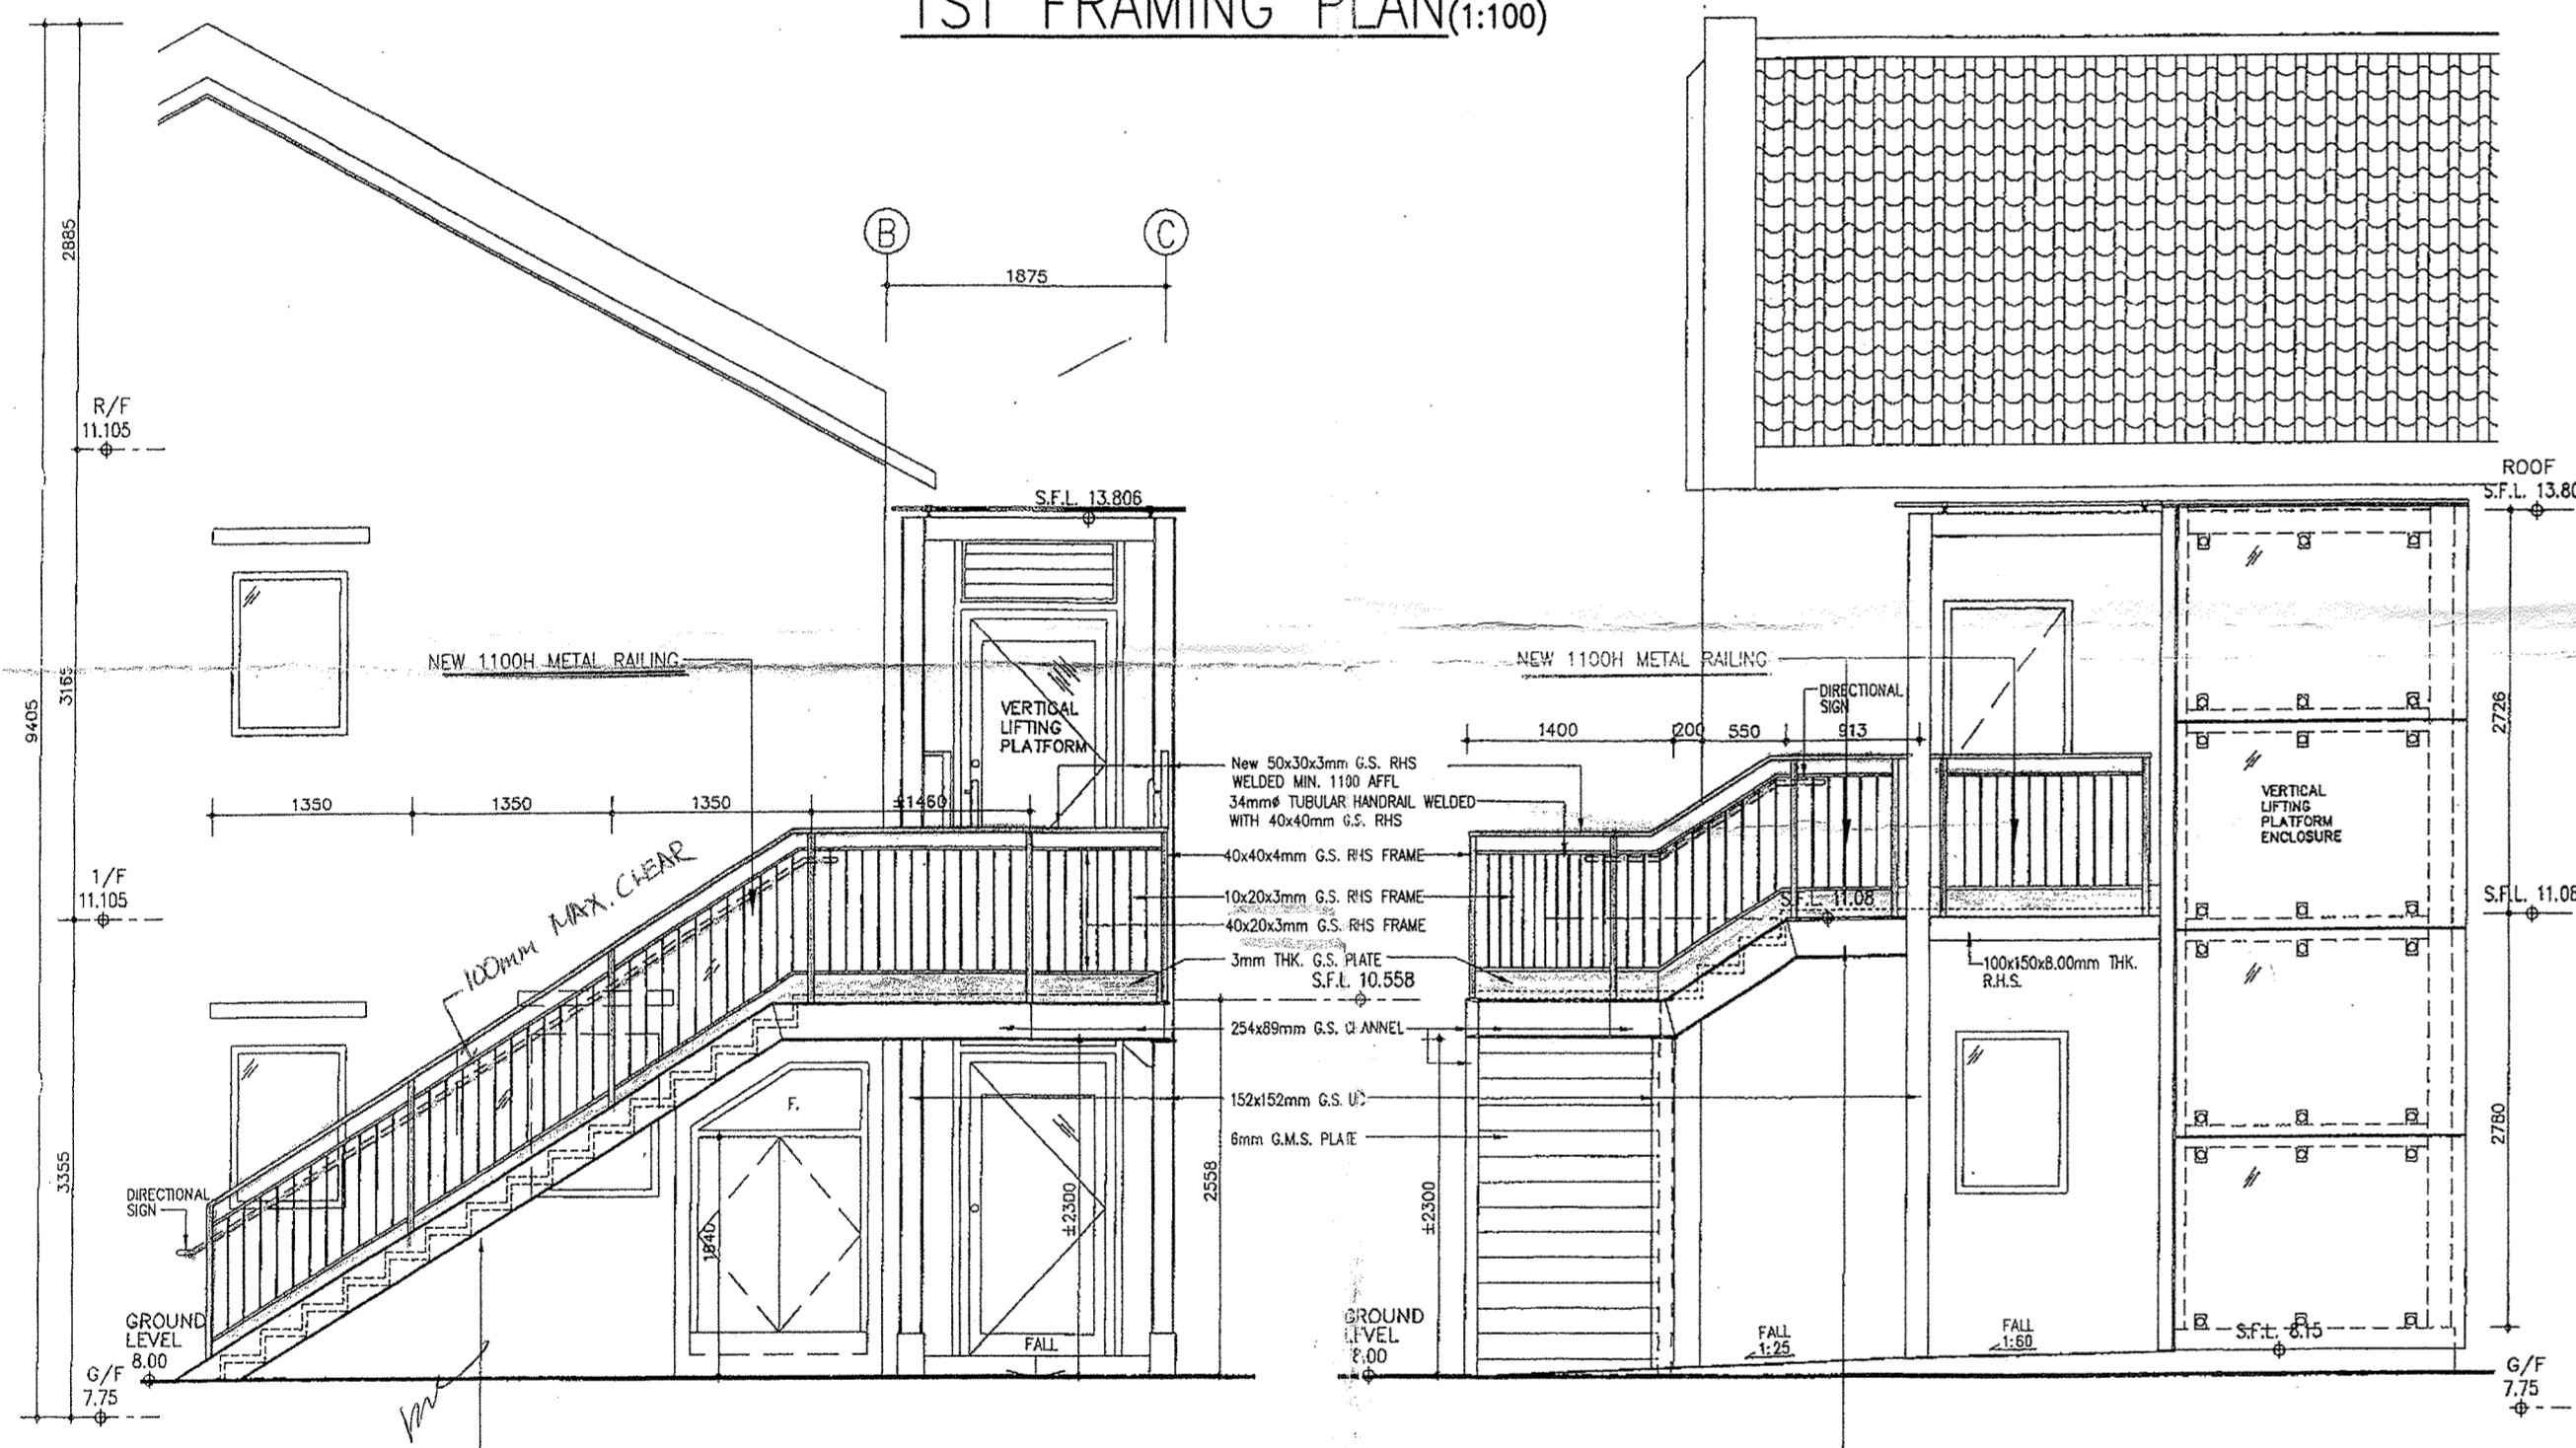 1ST FRAMING PLAN(1:100)
2885
B
C
1875
R/F
11.105
ROOF
S.F.L. 13.80
S.F.L. 13.806
NEW 1100H METAL RAILING
NEW 1100H METAL RAILING
DIRECTIONAL
SIGN
3165
9405
VERTICAL
LIFTING
PLATFORM
2726
1400
200
550
913
New 50x30x3mm G.S. RHS
WELDED MIN. 1100 AFFL
34mmø TUBULAR HANDRAIL WELDED
WITH 40x40mm G.S. RHS
1350
1350
1350
±1460
VERTICAL
LIFTING
PLATFORM
ENCLOSURE
40x40x4mm G.S. RHS FRAME
1/F
11.105
100mm MAX. CLEAR
10x20x3mm G.S. RHS FRAME
S.F.L. 11.08
S.F.L. 11.08
40x20x3mm G.S. RHS FRAME
3mm THK. G.S. PLATE
100x150x8.00mm THK.
R.H.S.
S.F.L. 10.558
254x89mm G.S. CHANNEL
152x152mm G.S. UC
F.
6mm G.M.S. PLATE
2780
3355
2558
±2300
±2300
1840
DIRECTIONAL
SIGN
GROUND
LEVEL
8.00
FALL
GROUND
LEVEL
8.00
FALL
1:25
FALL
1:60
S.F.L. 8.15
G/F
7.75
G/F
7.75